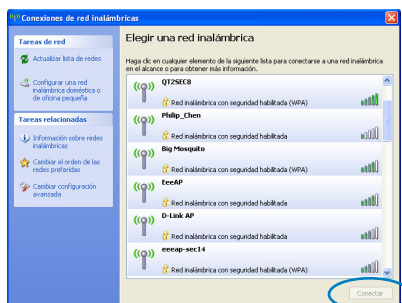 Conexiones de red inalámbricas
Tareas de red
Actualizar lista de redes
Configurar una red
inalámbrica doméstica o
de oficina pequeña
Tareas relacionadas
Información sobre redes
inalámbricas
Cambiar el orden de las
redes preferidas
Cambiar configuración
avanzada
Elegir una red inalámbrica
Haga clic en cualquier elemento de la siguiente lista para conectarse a una red inalámbrica
en el alcance o para obtener más información.
QT2SEC8
Red inalámbrica con seguridad habilitada (WPA)
Philip_Chen
Red inalámbrica con seguridad habilitada
Big Mosquito
Red inalámbrica con seguridad habilitada (WPA)
EeeAP
Red inalámbrica con seguridad habilitada
D-Link AP
Red inalámbrica con seguridad habilitada
eeeap-sec14
Red inalámbrica con seguridad habilitada (WPA)
Conectar